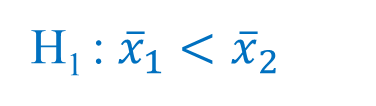 H₁ : x̄₁ < x̄₂